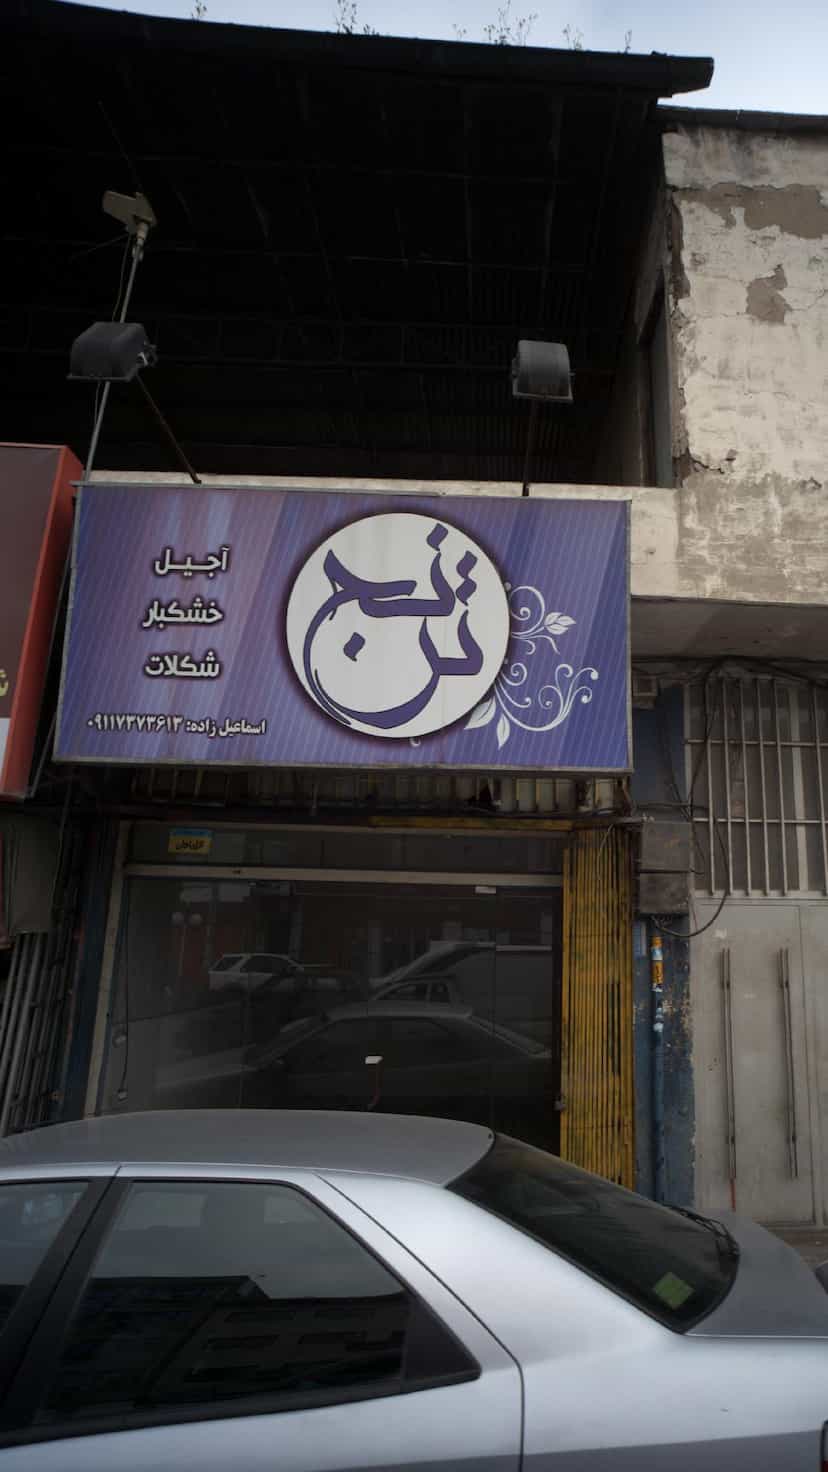 ترنج
آجیل
خشکبار
شکلات
اسماعیل زاده: ۰۹۱۱۷۳۷۳۶۱۳